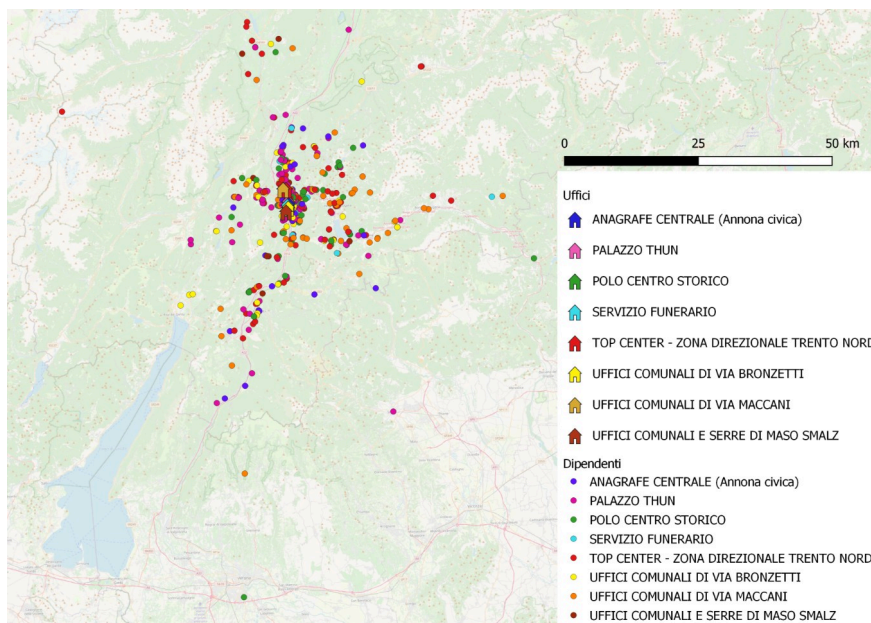 0 25 50 km
Uffici
ANAGRAFE CENTRALE (Annona civica)
PALAZZO THUN
POLO CENTRO STORICO
SERVIZIO FUNERARIO
TOP CENTER - ZONA DIREZIONALE TRENTO NORD
UFFICI COMUNALI DI VIA BRONZETTI
UFFICI COMUNALI DI VIA MACCANI
UFFICI COMUNALI E SERRE DI MASO SMALZ
Dipendenti
ANAGRAFE CENTRALE (Annona civica)
PALAZZO THUN
POLO CENTRO STORICO
SERVIZIO FUNERARIO
TOP CENTER - ZONA DIREZIONALE TRENTO NORD
UFFICI COMUNALI DI VIA BRONZETTI
UFFICI COMUNALI DI VIA MACCANI
UFFICI COMUNALI E SERRE DI MASO SMALZ